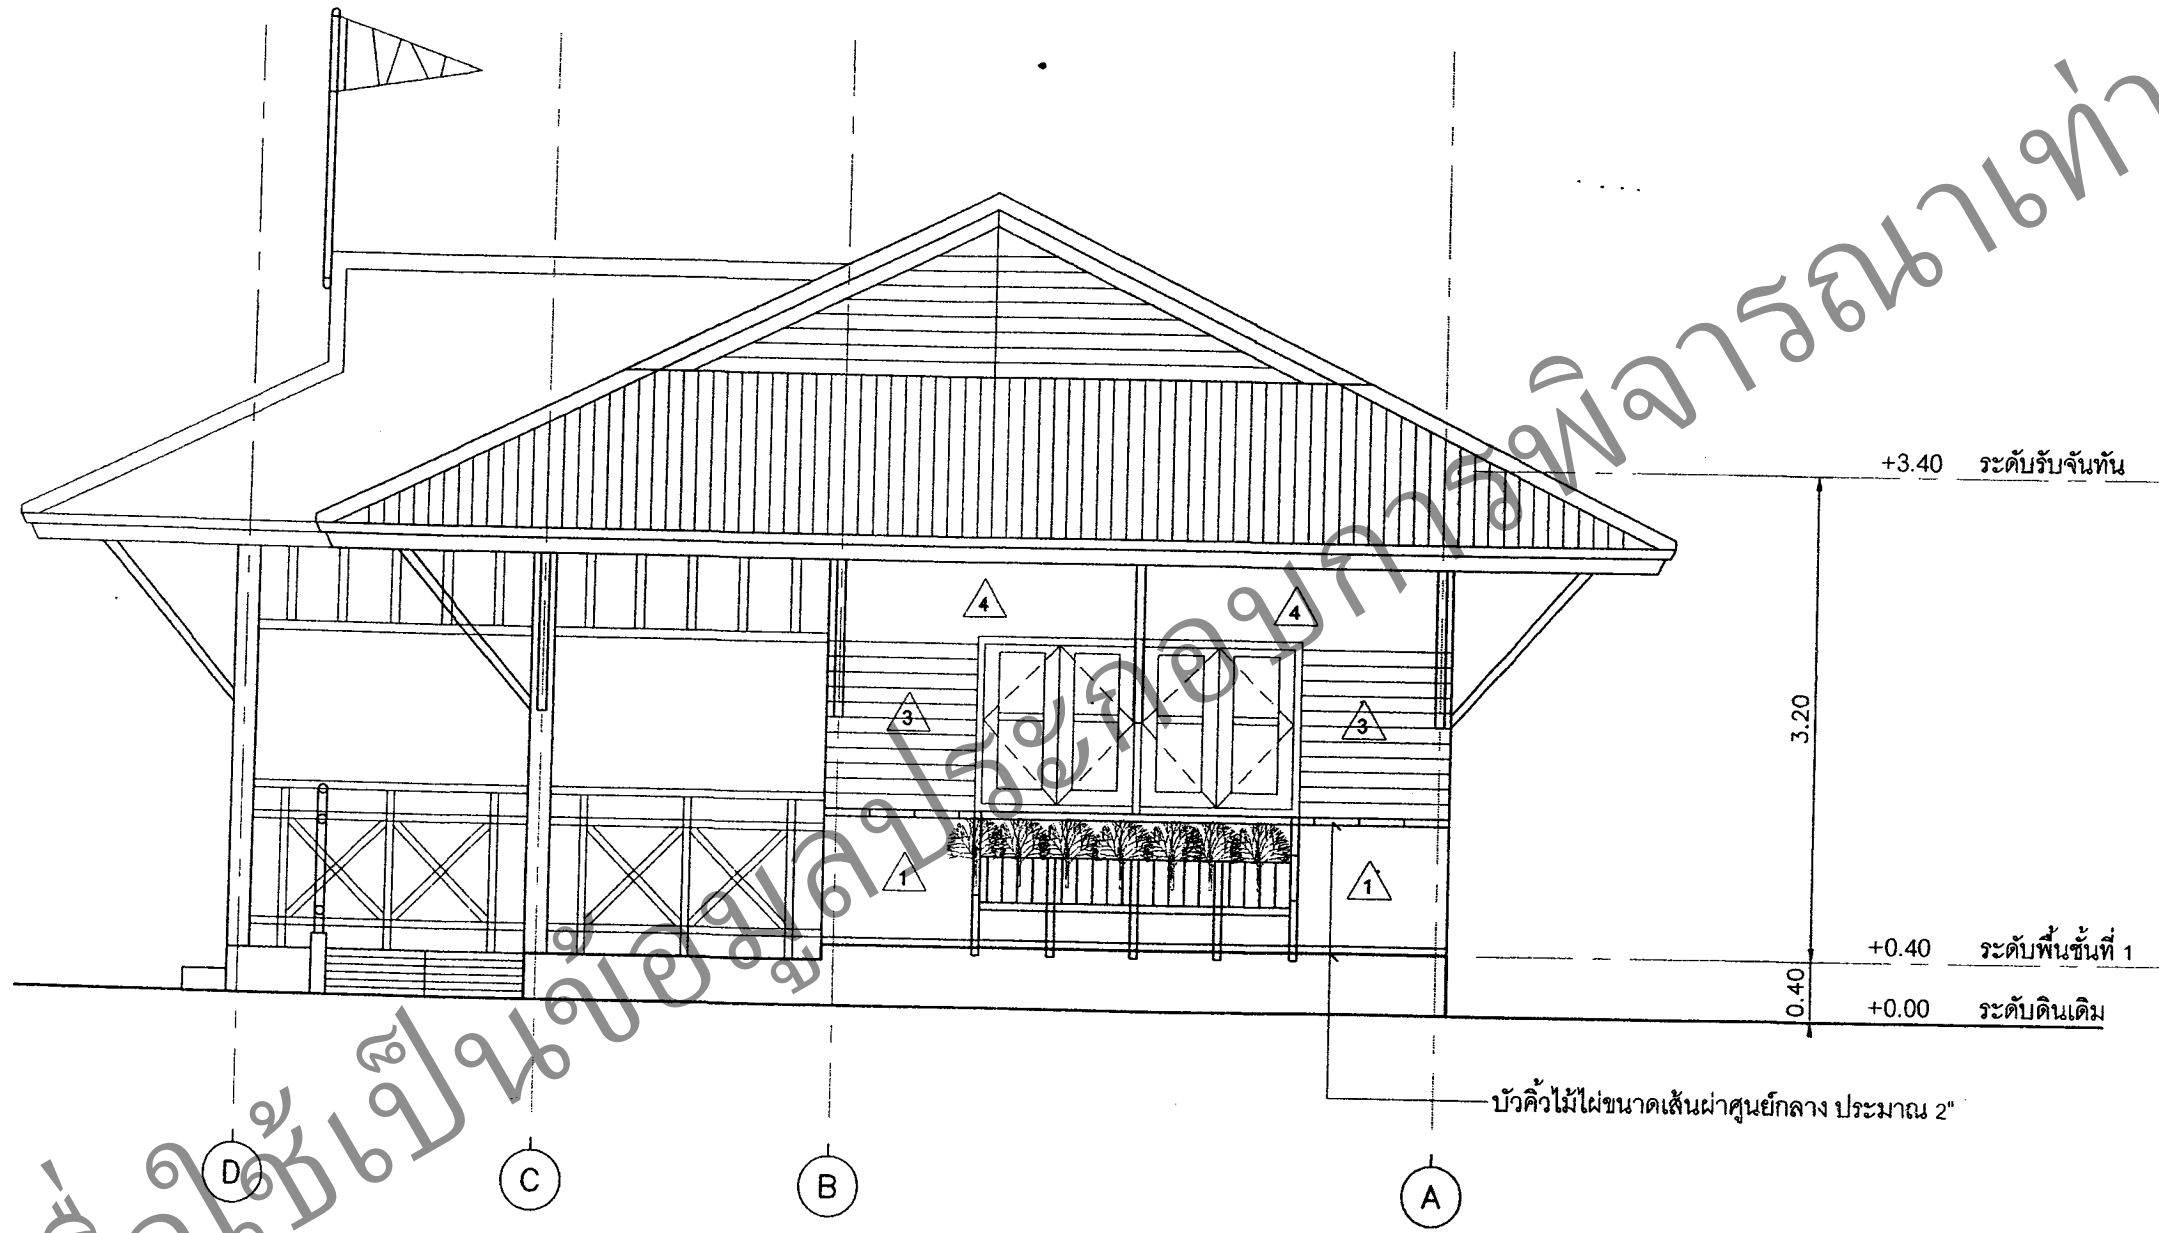 +3.40 ระดับรับจันทัน
4
4
3
3
3.20
1
1
+0.40 ระดับพื้นชั้นที่ 1
0.40
+0.00 ระดับดินเดิม
บัวคิ้วไม้ไผ่ขนาดเส้นผ่าศูนย์กลาง ประมาณ 2"
D
C
B
A
ใช้เป็นข้อมูลประกอบการพิจารณาเท่า